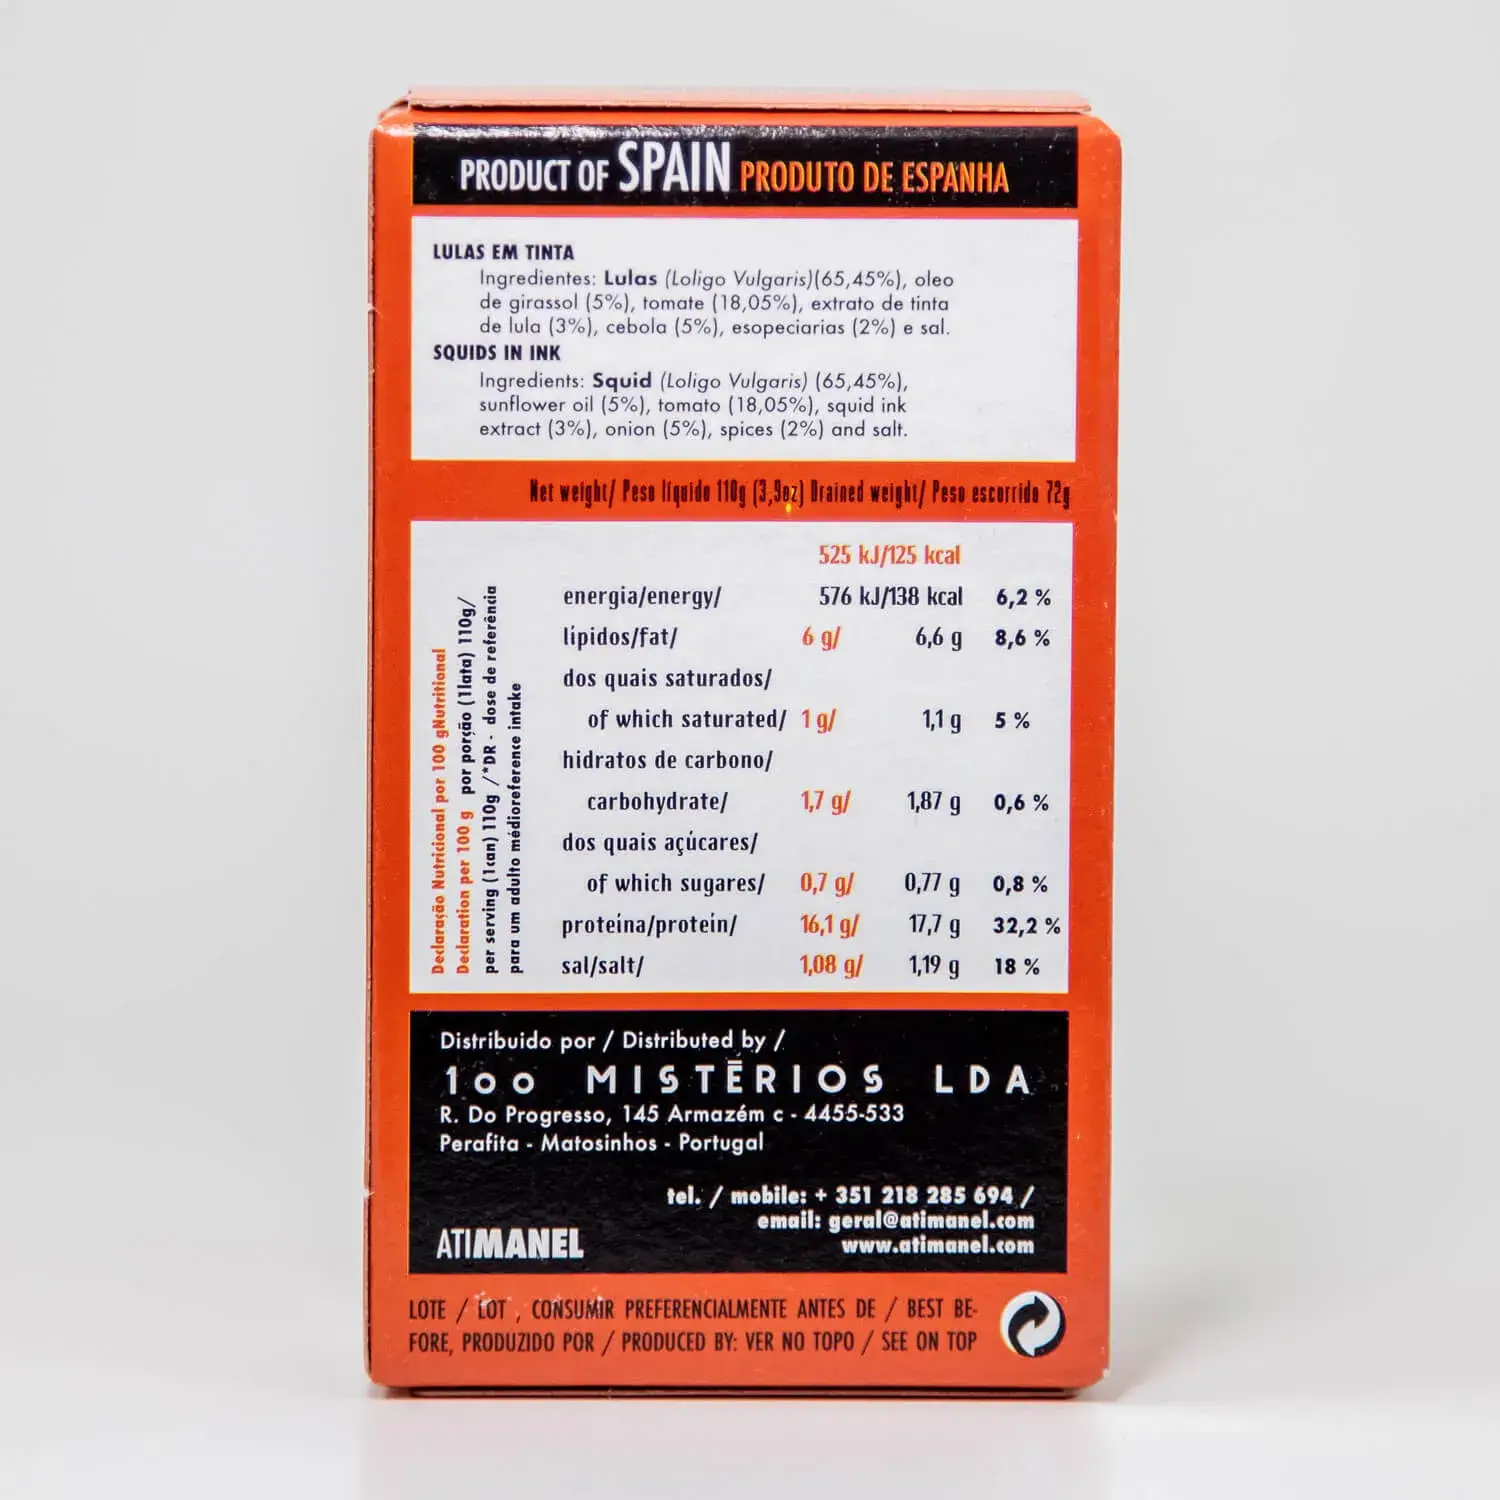 PRODUCT OF SPAIN PRODUTO DE ESPANHA
LULAS EM TINTA
Ingredientes: Lulas (Loligo Vulgaris)(65,45%), oleo
de girassol (5%), tomate (18,05%), extrato de tinta
de lula (3%), cebola (5%), esopeciarias (2%) e sal.
SQUIDS IN INK
Ingredients: Squid (Loligo Vulgaris) (65,45%),
sunflower oil (5%), tomato (18,05%), squid ink
extract (3%), onion (5%), spices (2%) and salt.
Net weight/ Peso líquido 110g (3,9oz) Drained weight/ Peso escorrido 72g
Declaração Nutricional por 100 gNutritional
Declaration per 100 g por porção (1lata) 110g/
per serving (1can) 110g /*DR - dose de referência
para um adulto médioreference intake
525 kJ/125 kcal
energia/energy/ 576 kJ/138 kcal 6,2 %
lípidos/fat/ 6 g/ 6,6 g 8,6 %
dos quais saturados/
of which saturated/ 1 g/ 1,1 g 5 %
hidratos de carbono/
carbohydrate/ 1,7 g/ 1,87 g 0,6 %
dos quais açúcares/
of which sugares/ 0,7 g/ 0,77 g 0,8 %
proteína/protein/ 16,1 g/ 17,7 g 32,2 %
sal/salt/ 1,08 g/ 1,19 g 18 %
Distribuido por / Distributed by /
1oo MISTĒRIOS LDA
R. Do Progresso, 145 Armazém c - 4455-533
Perafita - Matosinhos - Portugal
tel. / mobile: + 351 218 285 694 /
email: geral@atimanel.com
www.atimanel.com
ATIMANEL
LOTE / LOT , CONSUMIR PREFERENCIALMENTE ANTES DE / BEST BE-
FORE, PRODUZIDO POR / PRODUCED BY: VER NO TOPO / SEE ON TOP